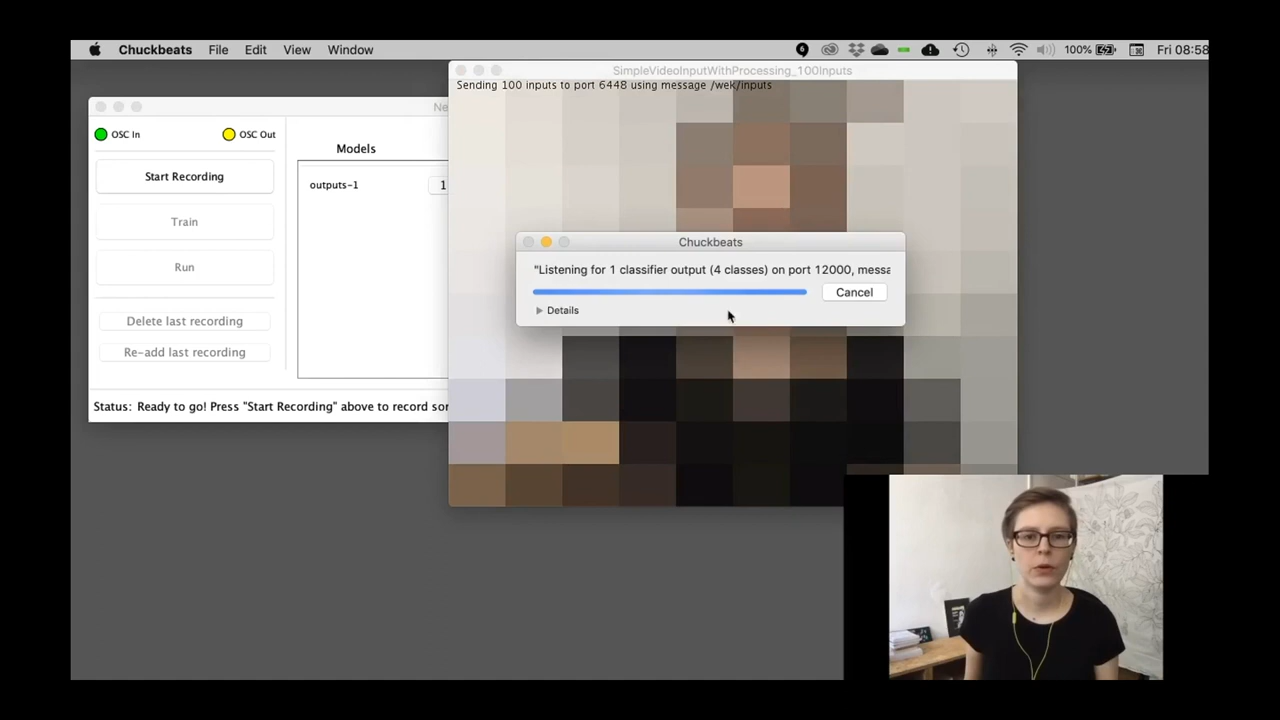 Chuckbeats File Edit View Window 100% Fri 08:58
SimpleVideoInputWithProcessing_100Inputs
Sending 100 inputs to port 6448 using message /wek/inputs
Ne
OSC In OSC Out
Models
Start Recording
outputs-1 1
Train
Run
Delete last recording
Re-add last recording
Status: Ready to go! Press "Start Recording" above to record sor
Chuckbeats
"Listening for 1 classifier output (4 classes) on port 12000, messa
Cancel
Details